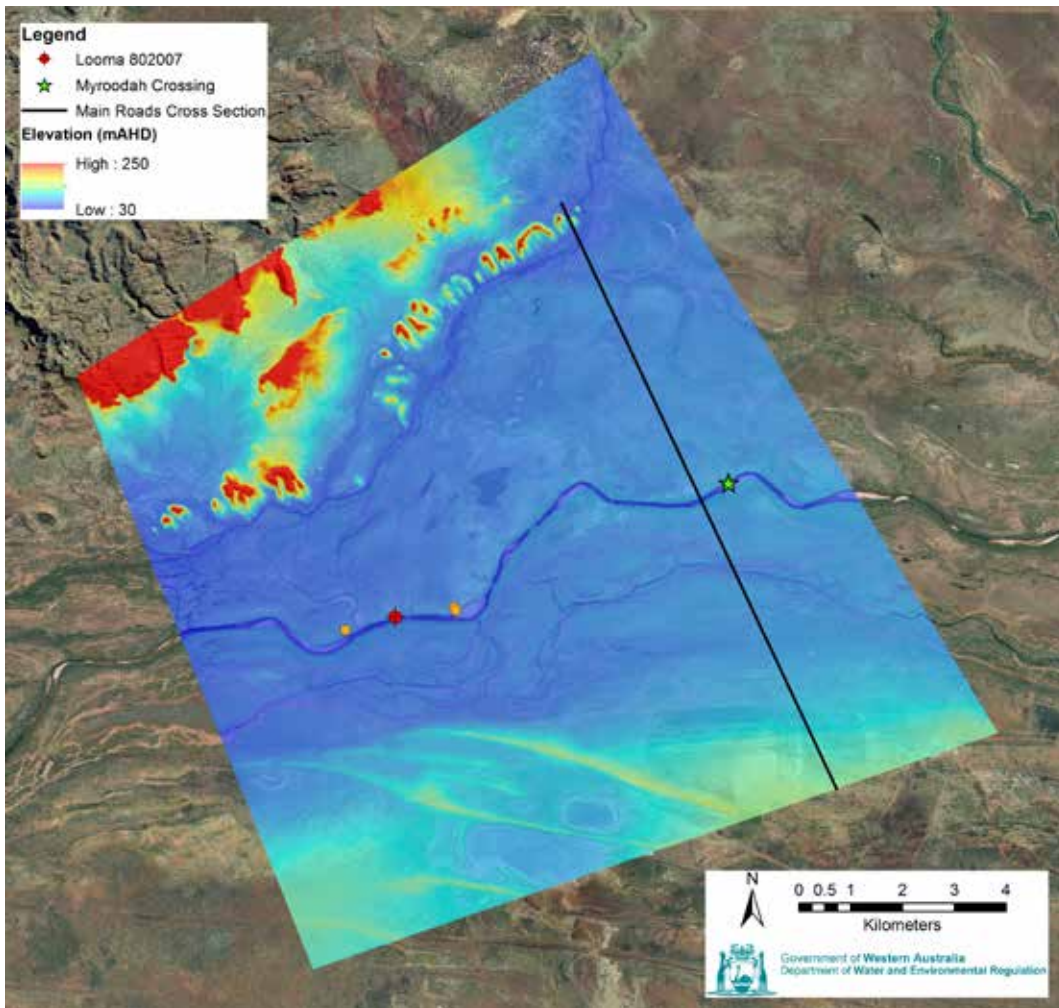 Legend
Looma 802007
Myroodah Crossing
Main Roads Cross Section
Elevation (mAHD)
High : 250
Low : 30
N
0 0.5 1 2 3 4
Kilometers
Government of Western Australia
Department of Water and Environmental Regulation